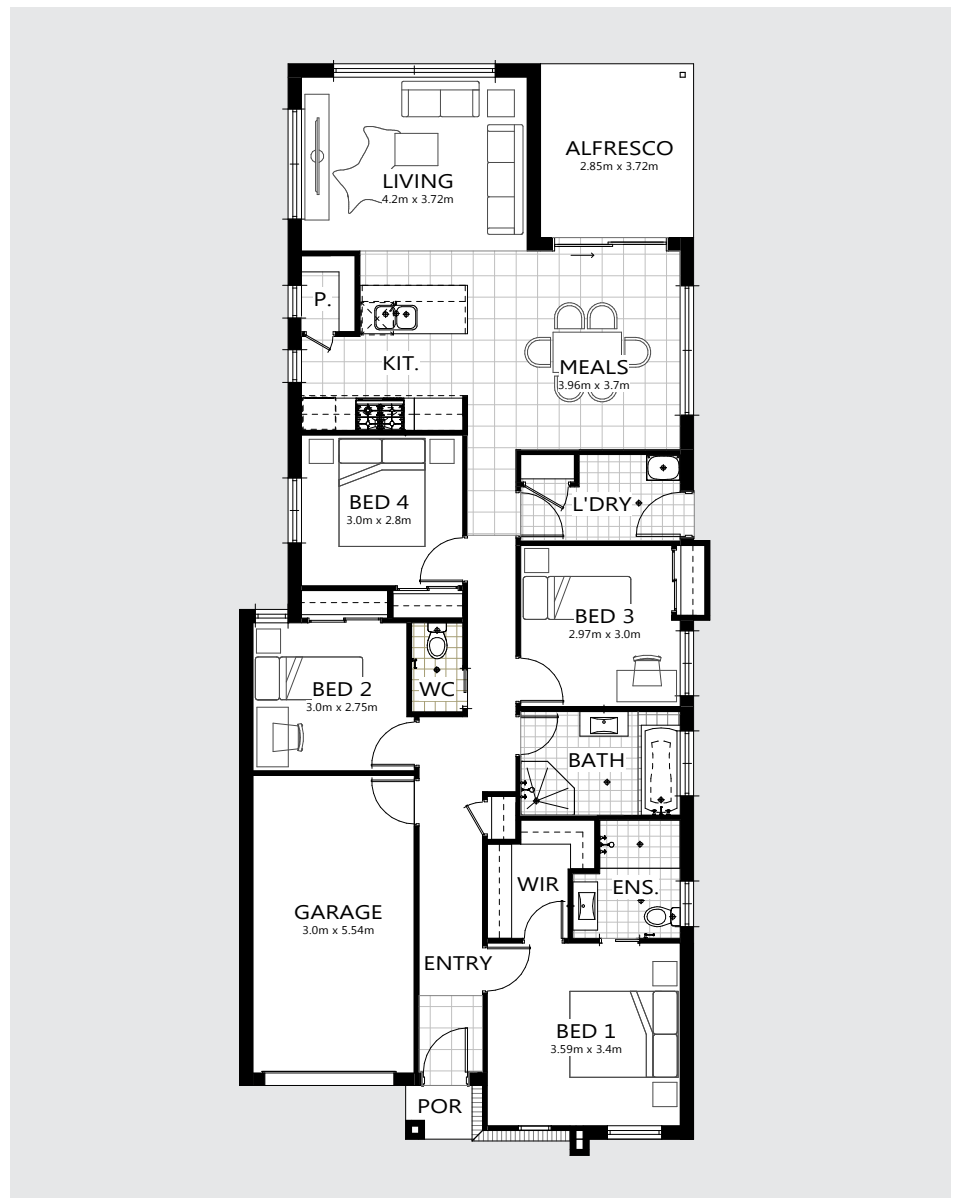 ALFRESCO
2.85m x 3.72m
LIVING
4.2m x 3.72m
P.
KIT.
MEALS
3.96m x 3.7m
BED 4
3.0m x 2.8m
L'DRY
BED 3
2.97m x 3.0m
BED 2
3.0m x 2.75m
WC
BATH
WIR
ENS.
GARAGE
3.0m x 5.54m
ENTRY
BED 1
3.59m x 3.4m
POR